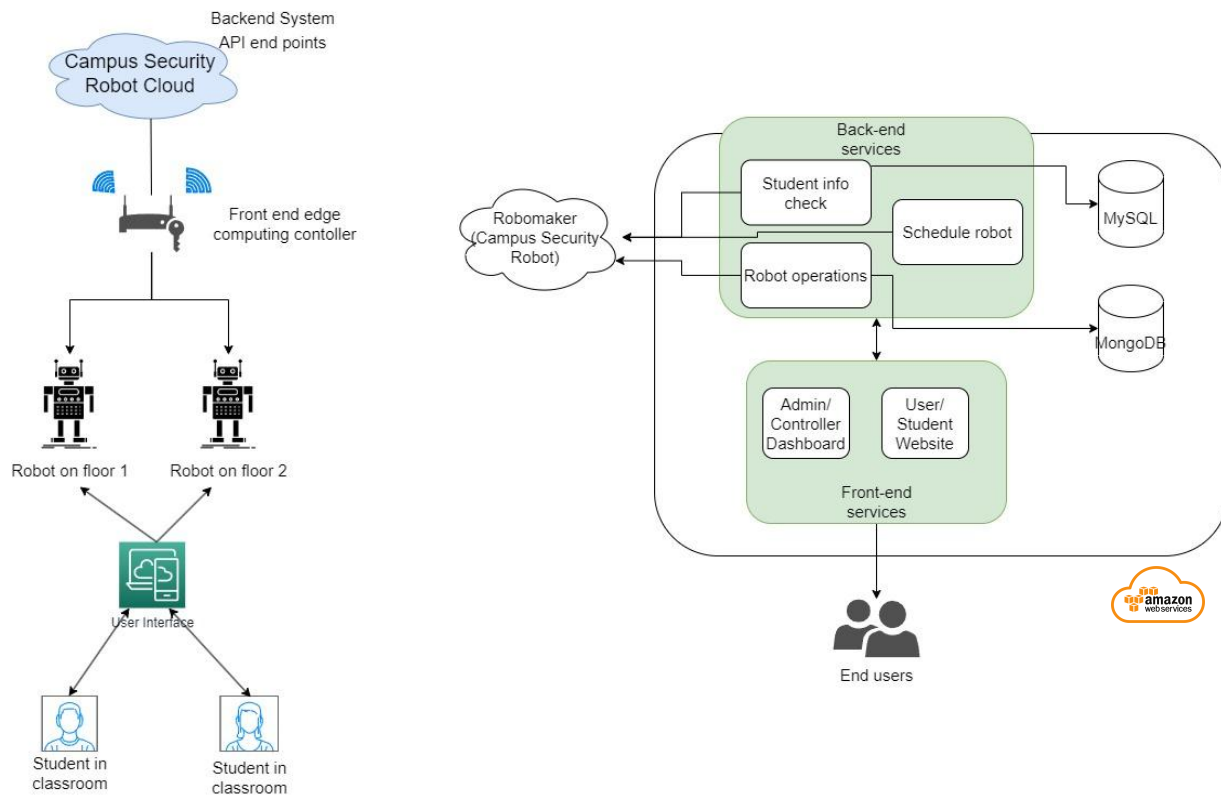 Backend System
API end points
Campus Security
Robot Cloud
Front end edge
computing contoller
Robot on floor 1
Robot on floor 2
User Interface
Student in
classroom
Student in
classroom
Back-end
services
Student info
check
Schedule robot
Robot operations
Robomaker
(Campus Security
Robot)
MySQL
MongoDB
Admin/
Controller
Dashboard
User/
Student
Website
Front-end
services
amazon
web services
End users